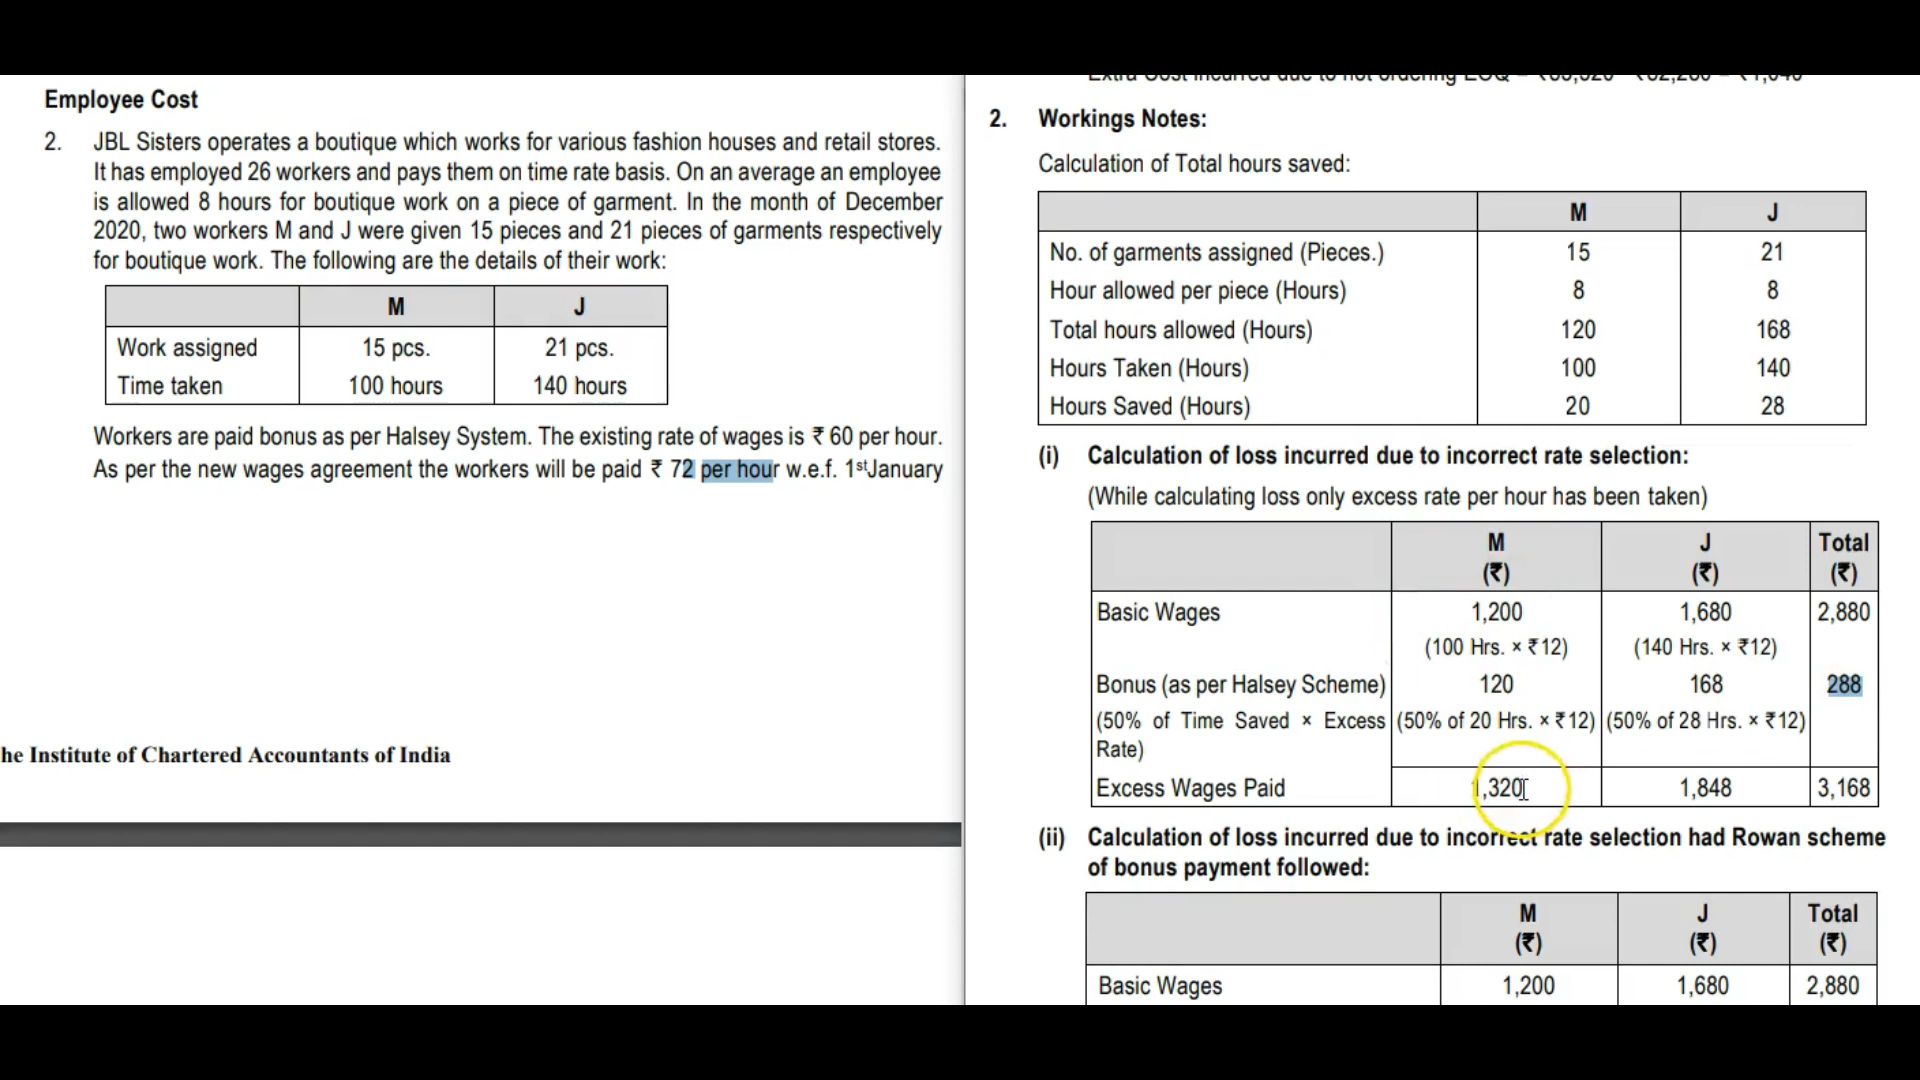 Employee Cost
2. JBL Sisters operates a boutique which works for various fashion houses and retail stores.
It has employed 26 workers and pays them on time rate basis. On an average an employee
is allowed 8 hours for boutique work on a piece of garment. In the month of December
2020, two workers M and J were given 15 pieces and 21 pieces of garments respectively
for boutique work. The following are the details of their work:
M J
Work assigned 15 pcs. 21 pcs.
Time taken 100 hours 140 hours
Workers are paid bonus as per Halsey System. The existing rate of wages is ₹ 60 per hour.
As per the new wages agreement the workers will be paid ₹ 72 per hour w.e.f. 1stJanuary
he Institute of Chartered Accountants of India
2. Workings Notes:
Calculation of Total hours saved:
M J
No. of garments assigned (Pieces.) 15 21
Hour allowed per piece (Hours) 8 8
Total hours allowed (Hours) 120 168
Hours Taken (Hours) 100 140
Hours Saved (Hours) 20 28
(i) Calculation of loss incurred due to incorrect rate selection:
(While calculating loss only excess rate per hour has been taken)
M J Total
(₹) (₹) (₹)
Basic Wages 1,200 1,680 2,880
(100 Hrs. × ₹12) (140 Hrs. × ₹12)
Bonus (as per Halsey Scheme) 120 168 288
(50% of Time Saved × Excess (50% of 20 Hrs. × ₹12) (50% of 28 Hrs. × ₹12)
Rate)
Excess Wages Paid 1,320 1,848 3,168
(ii) Calculation of loss incurred due to incorrect rate selection had Rowan scheme
of bonus payment followed:
M J Total
(₹) (₹) (₹)
Basic Wages 1,200 1,680 2,880